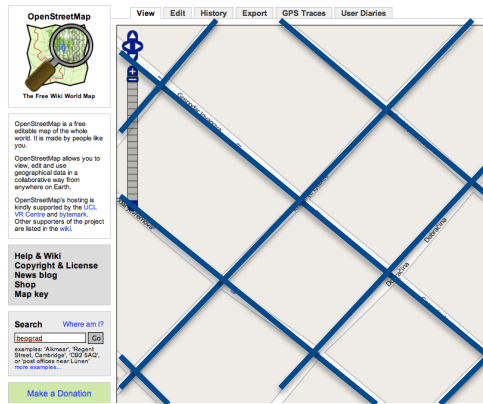 OpenStreetMap
The Free Wiki World Map
OpenStreetMap is a free
editable map of the whole
world. It is made by people like
you.
OpenStreetMap allows you to
view, edit and use
geographical data in a
collaborative way from
anywhere on Earth.
OpenStreetMap's hosting is
kindly supported by the UCL
VR Centre and bytemark.
Other supporters of the project
are listed in the wiki.
Help & Wiki
Copyright & License
News blog
Shop
Map key
Search Where am I?
beograd Go
examples: 'Alkmaar', 'Regent
Street, Cambridge', 'CB2 5AQ',
or 'post offices near Lünen'
more examples...
Make a Donation
View Edit History Export GPS Traces User Diaries
Gospodar Jovanova
Dobračina
Dobračina